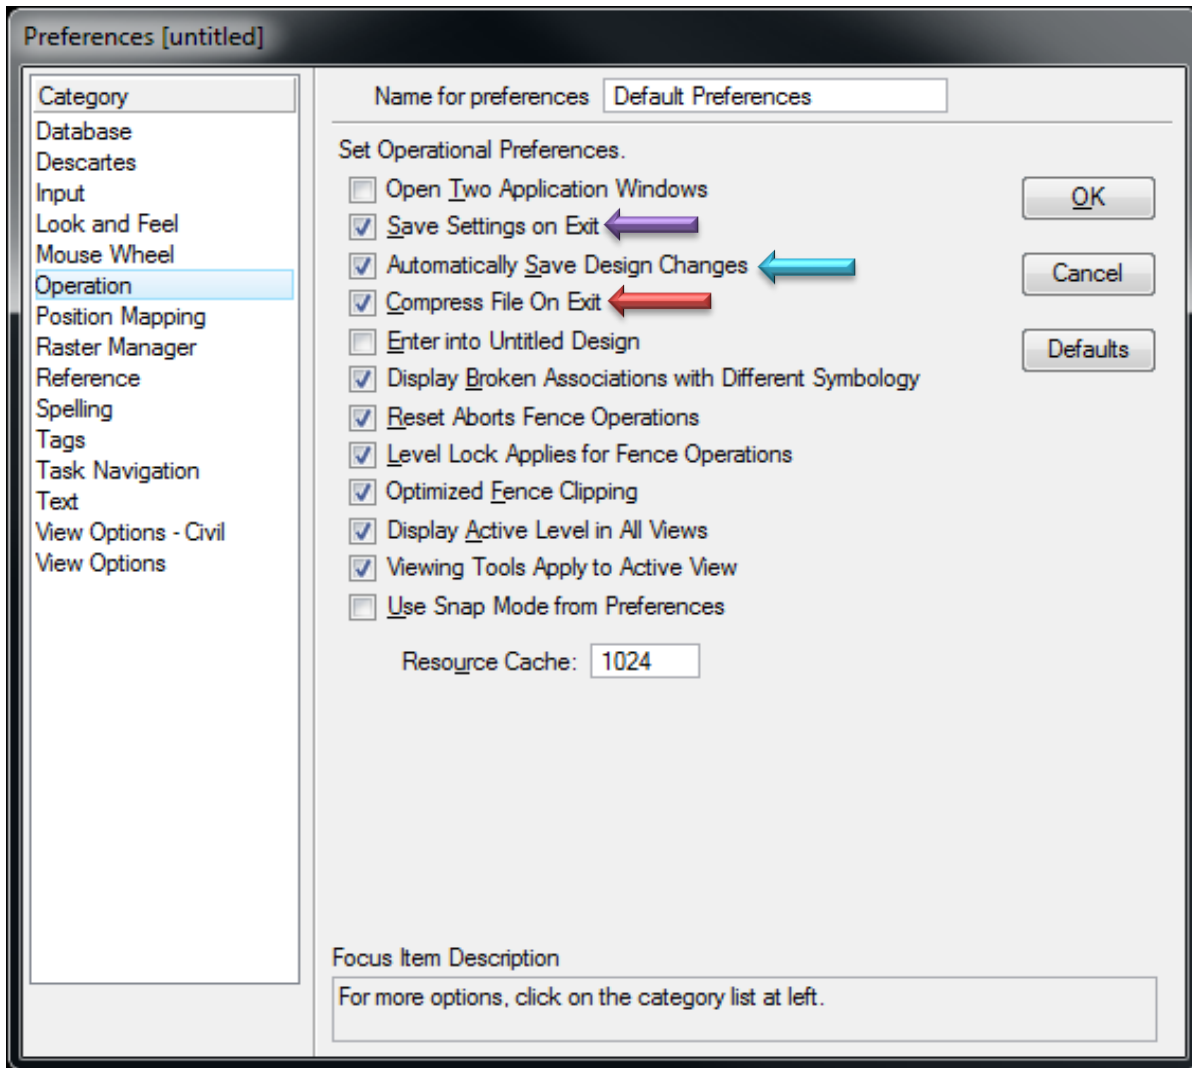 Preferences [untitled]
Category
Database
Descartes
Input
Look and Feel
Mouse Wheel
Operation
Position Mapping
Raster Manager
Reference
Spelling
Tags
Task Navigation
Text
View Options - Civil
View Options
Name for preferences Default Preferences
Set Operational Preferences.
Open Two Application Windows
Save Settings on Exit
Automatically Save Design Changes
Compress File On Exit
Enter into Untitled Design
Display Broken Associations with Different Symbology
Reset Aborts Fence Operations
Level Lock Applies for Fence Operations
Optimized Fence Clipping
Display Active Level in All Views
Viewing Tools Apply to Active View
Use Snap Mode from Preferences
Resource Cache: 1024
OK
Cancel
Defaults
Focus Item Description
For more options, click on the category list at left.